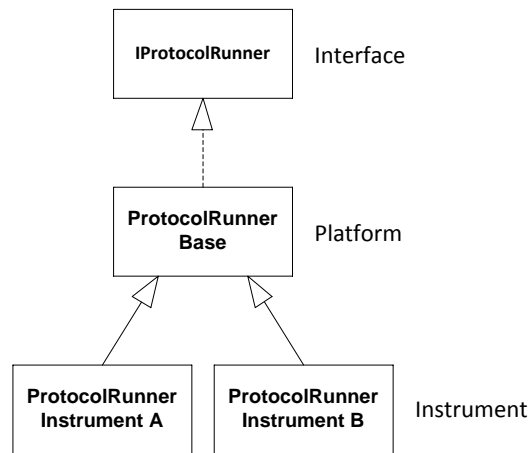 IProtocolRunner
Interface
ProtocolRunner
Base
Platform
ProtocolRunner
Instrument A
ProtocolRunner
Instrument B
Instrument